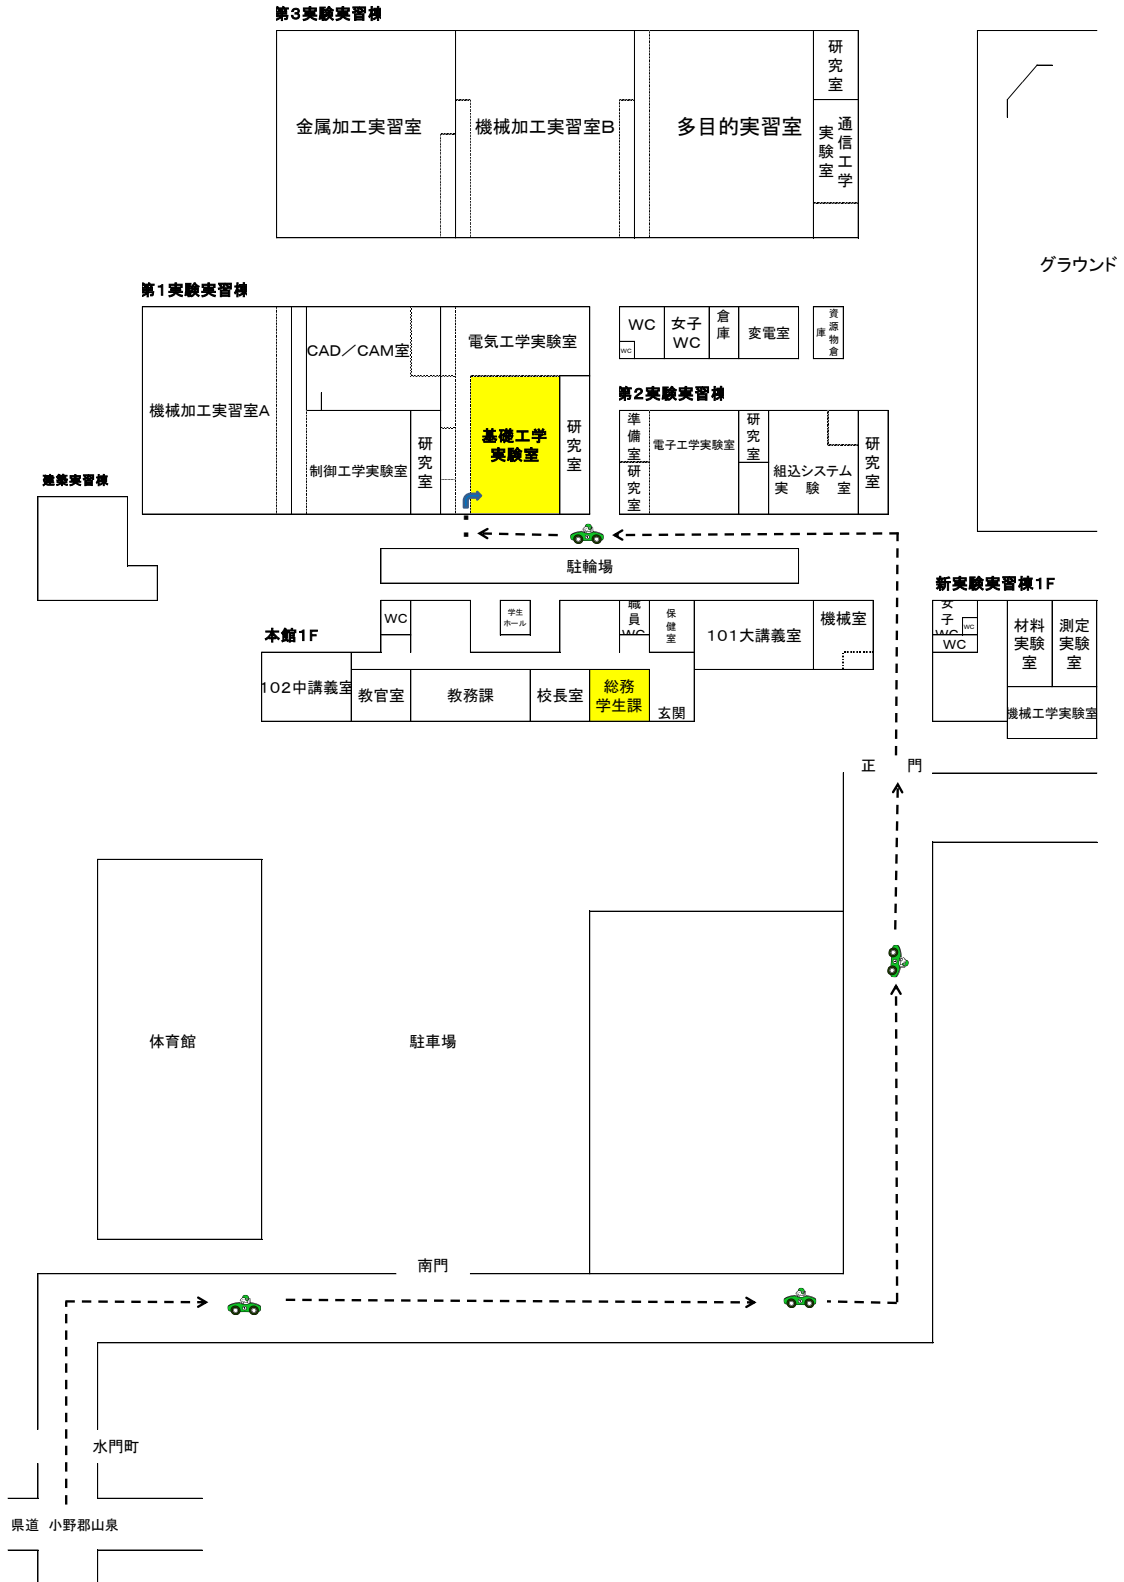 第3実験実習棟
金属加工実習室
機械加工実習室B
多目的実習室
研究室
通信工学
実験室
グラウンド
第1実験実習棟
機械加工実習室A
CAD/CAM室
電気工学実験室
制御工学実験室
研究室
基礎工学
実験室
研究室
WC
WC
女子
WC
倉庫
変電室
資源物倉
庫
第2実験実習棟
準備室
研究室
電子工学実験室
研究室
組込システム
実験室
研究室
建築実習棟
駐輪場
新実験実習棟1F
女子
WC
WC
WC
材料
実験
室
測定
実験
室
機械工学実験室
本館1F
WC
学生
ホール
職員
WC
保健室
101大講義室
機械室
102中講義室
教官室
教務課
校長室
総務
学生課
玄関
正 門
体育館
駐車場
南門
水門町
県道 小野郡山泉